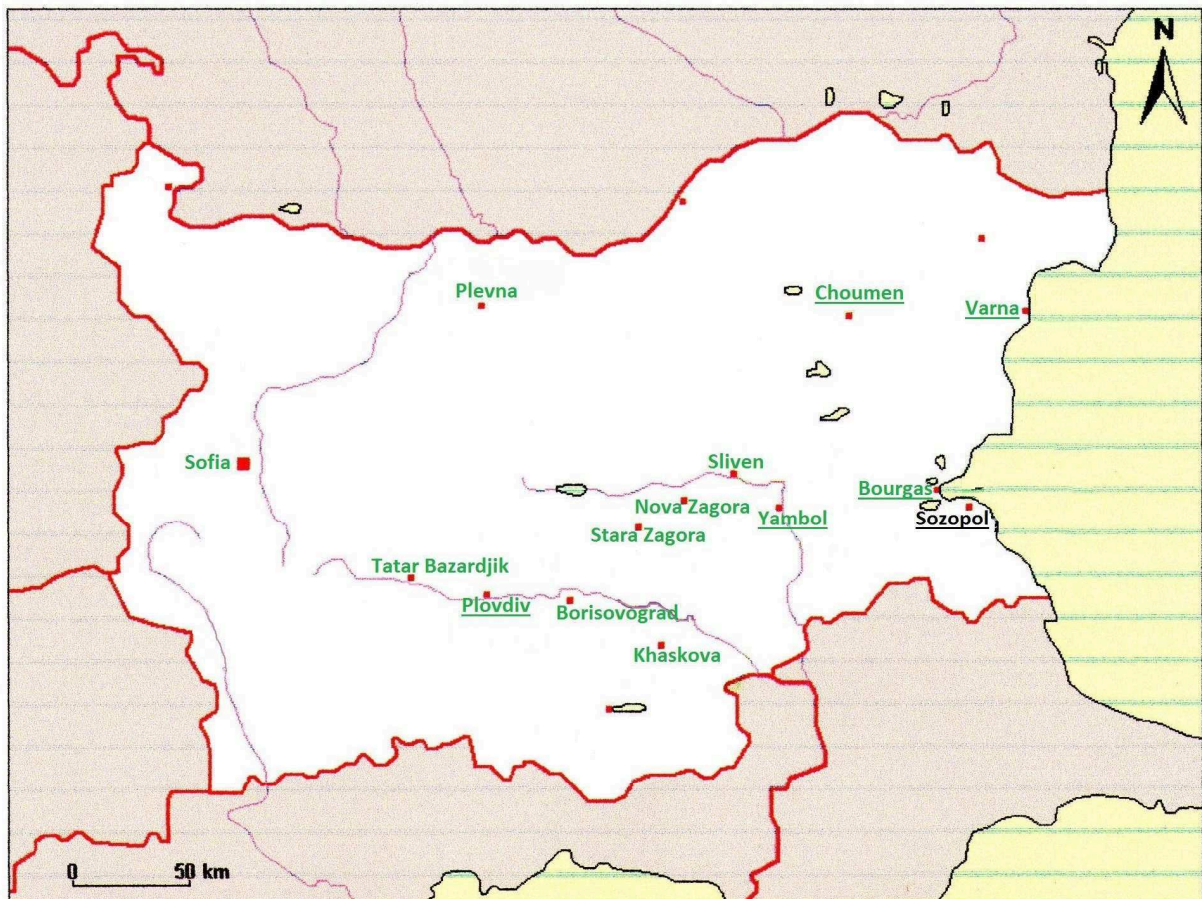 N
Plevna
Choumen
Varna
Sofia
Sliven
Bourgas
Nova Zagora
Yambol
Sozopol
Stara Zagora
Tatar Bazardjik
Plovdiv
Borisovograd
Khaskova
0 50 km